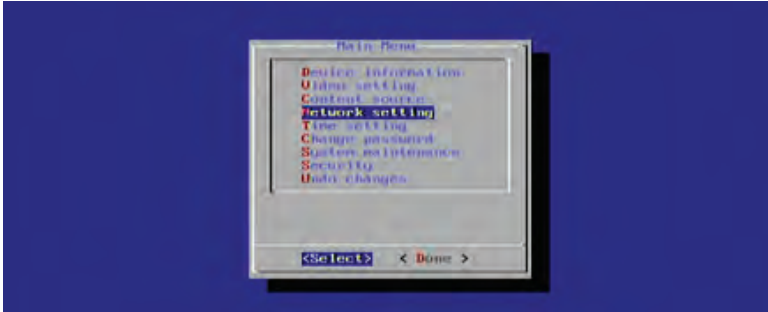 Main Menu
Device information
Video setting
Content source
Network setting
Time setting
Change password
System maintenance
Security
Undo changes
<Select> < Done >